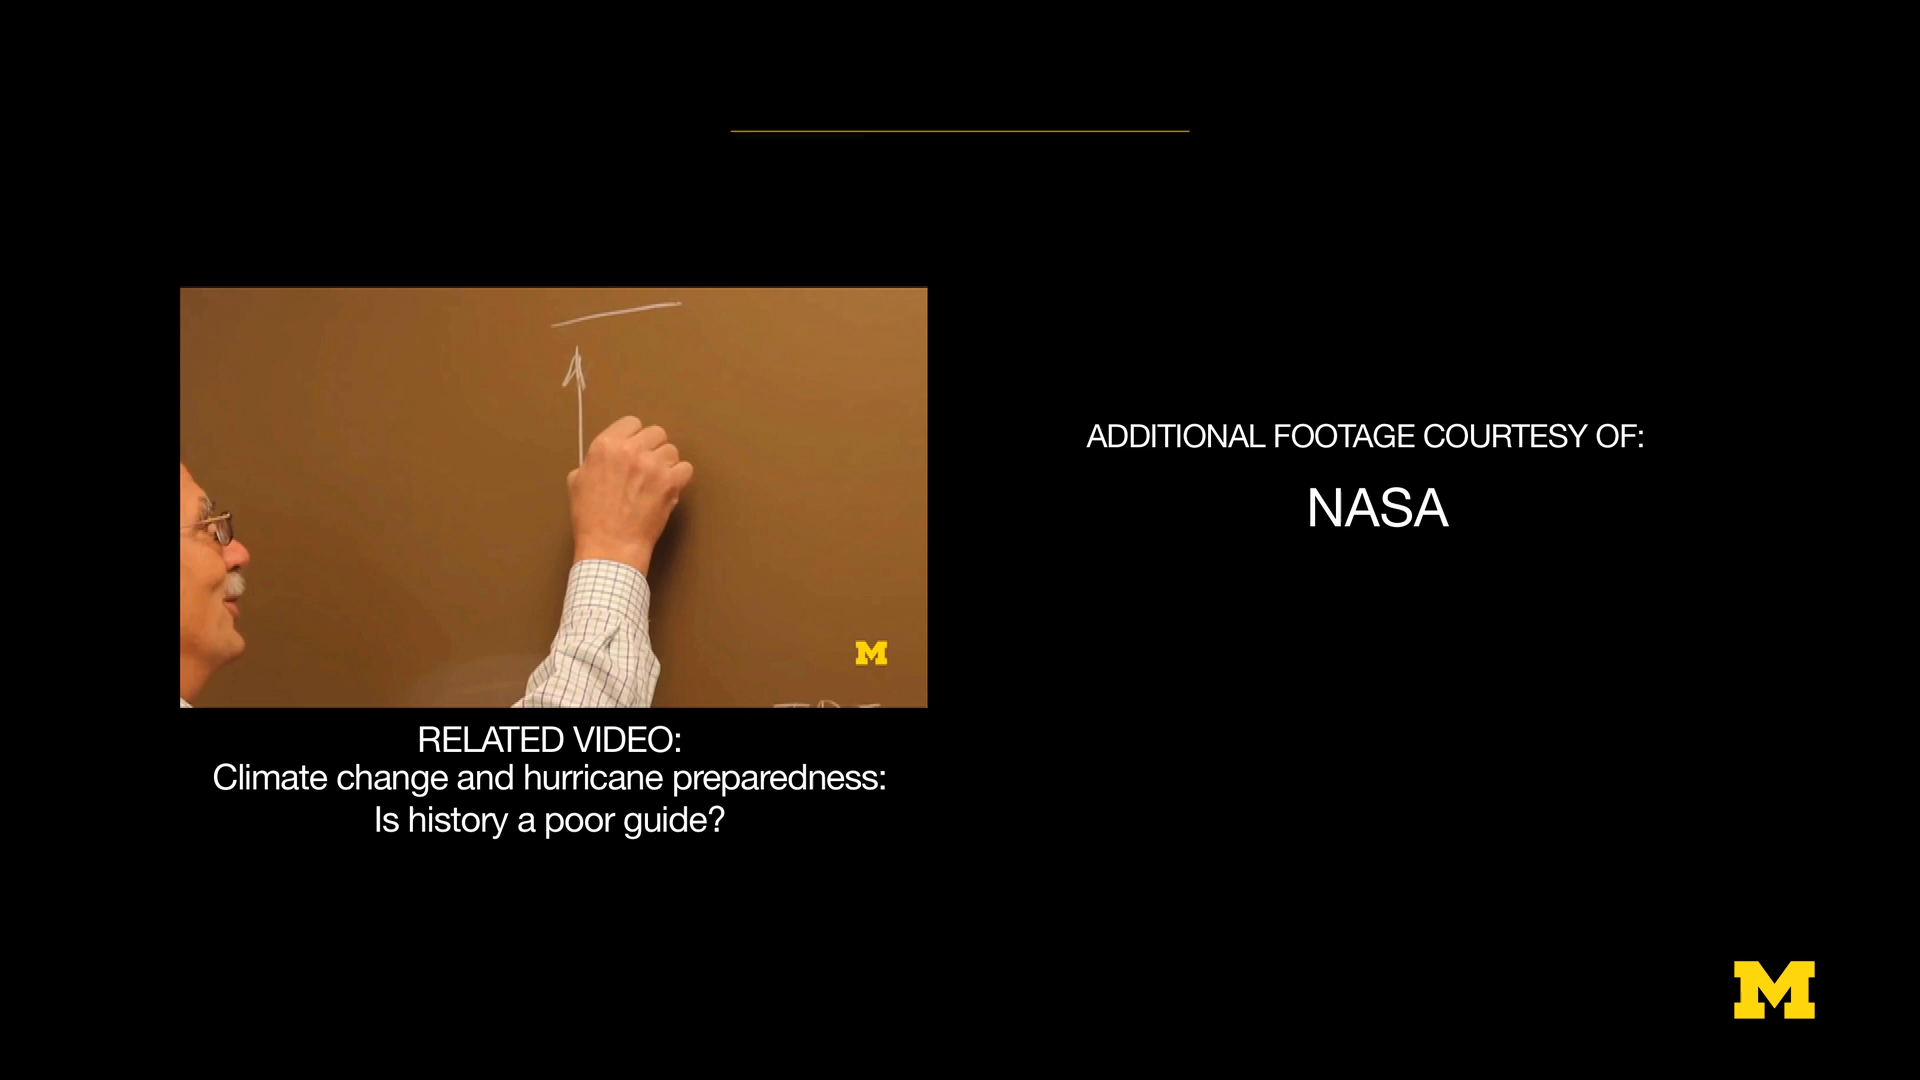 RELATED VIDEO:
Climate change and hurricane preparedness:
Is history a poor guide?
ADDITIONAL FOOTAGE COURTESY OF:
NASA
M
M